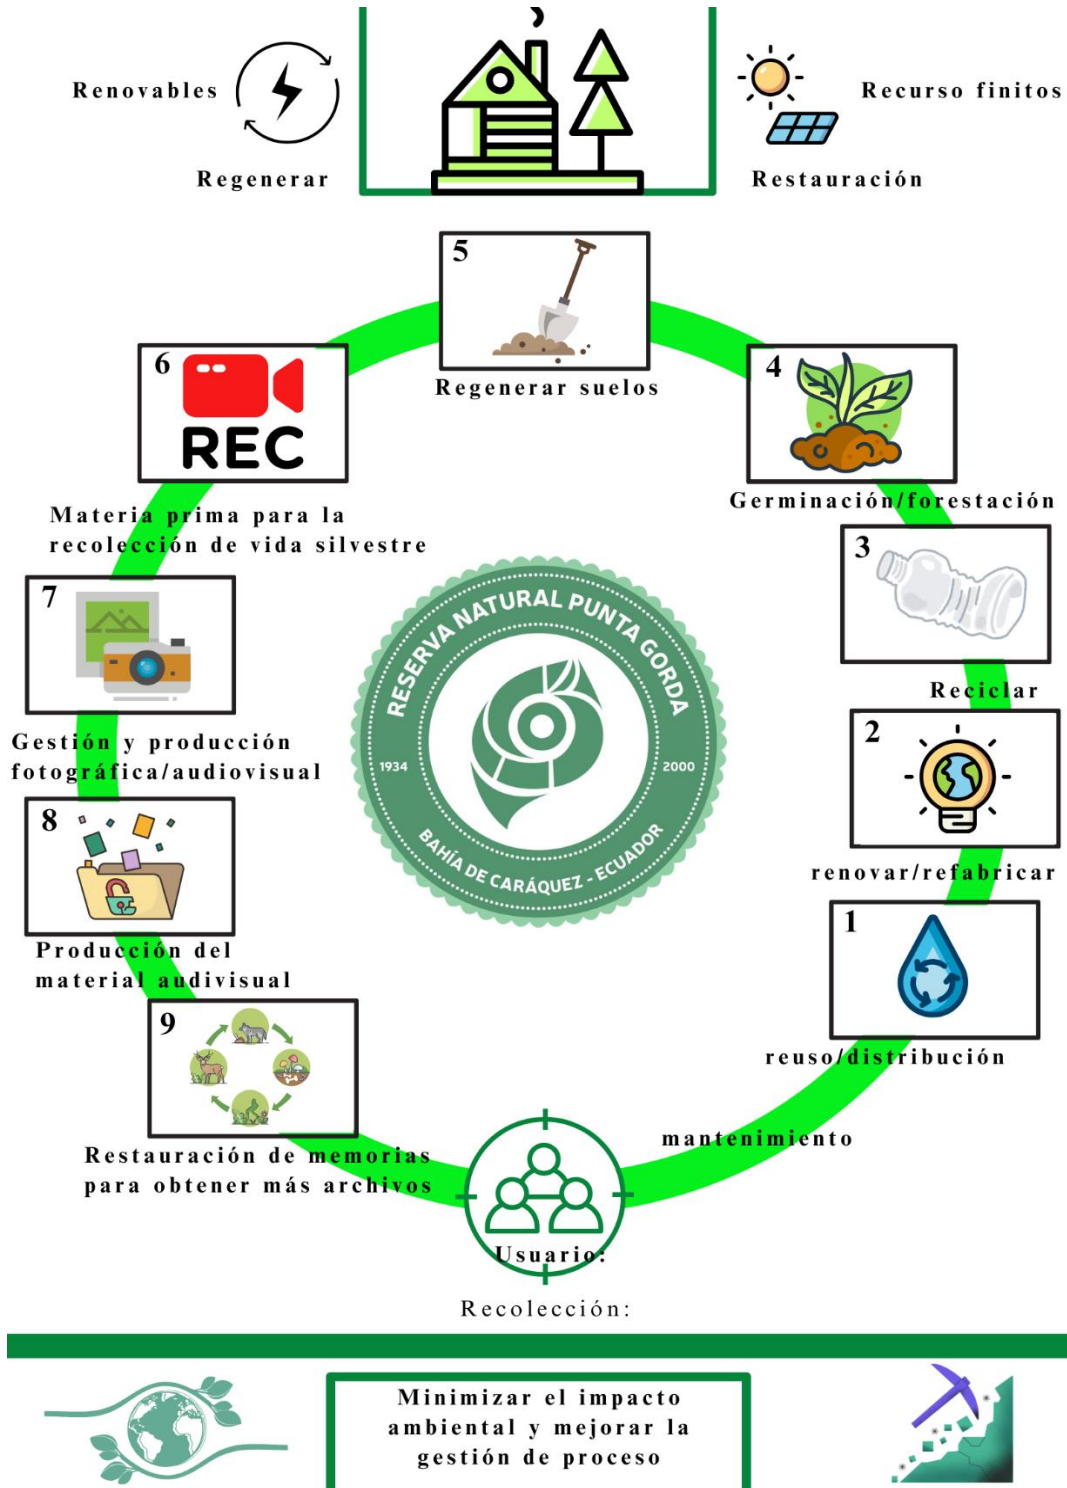 Renovables
Regenerar
Recurso finitos
Restauración
5
Regenerar suelos
6
REC
Materia prima para la
recolección de vida silvestre
4
Germinación/forestación
3
Reciclar
7
Gestión y producción
fotográfica/audiovisual
RESERVA NATURAL PUNTA GORDA
1934
2000
BAHÍA DE CARÁQUEZ - ECUADOR
2
renovar/refabricar
8
Producción del
material audivisual
1
reuso/distribución
9
Restauración de memorias
para obtener más archivos
mantenimiento
Usuario:
Recolección:
Minimizar el impacto
ambiental y mejorar la
gestión de proceso